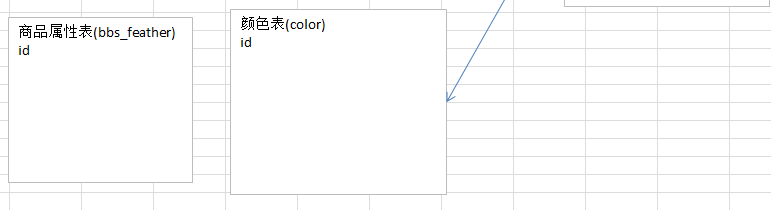 商品属性表(bbs_feather)
id
颜色表(color)
id